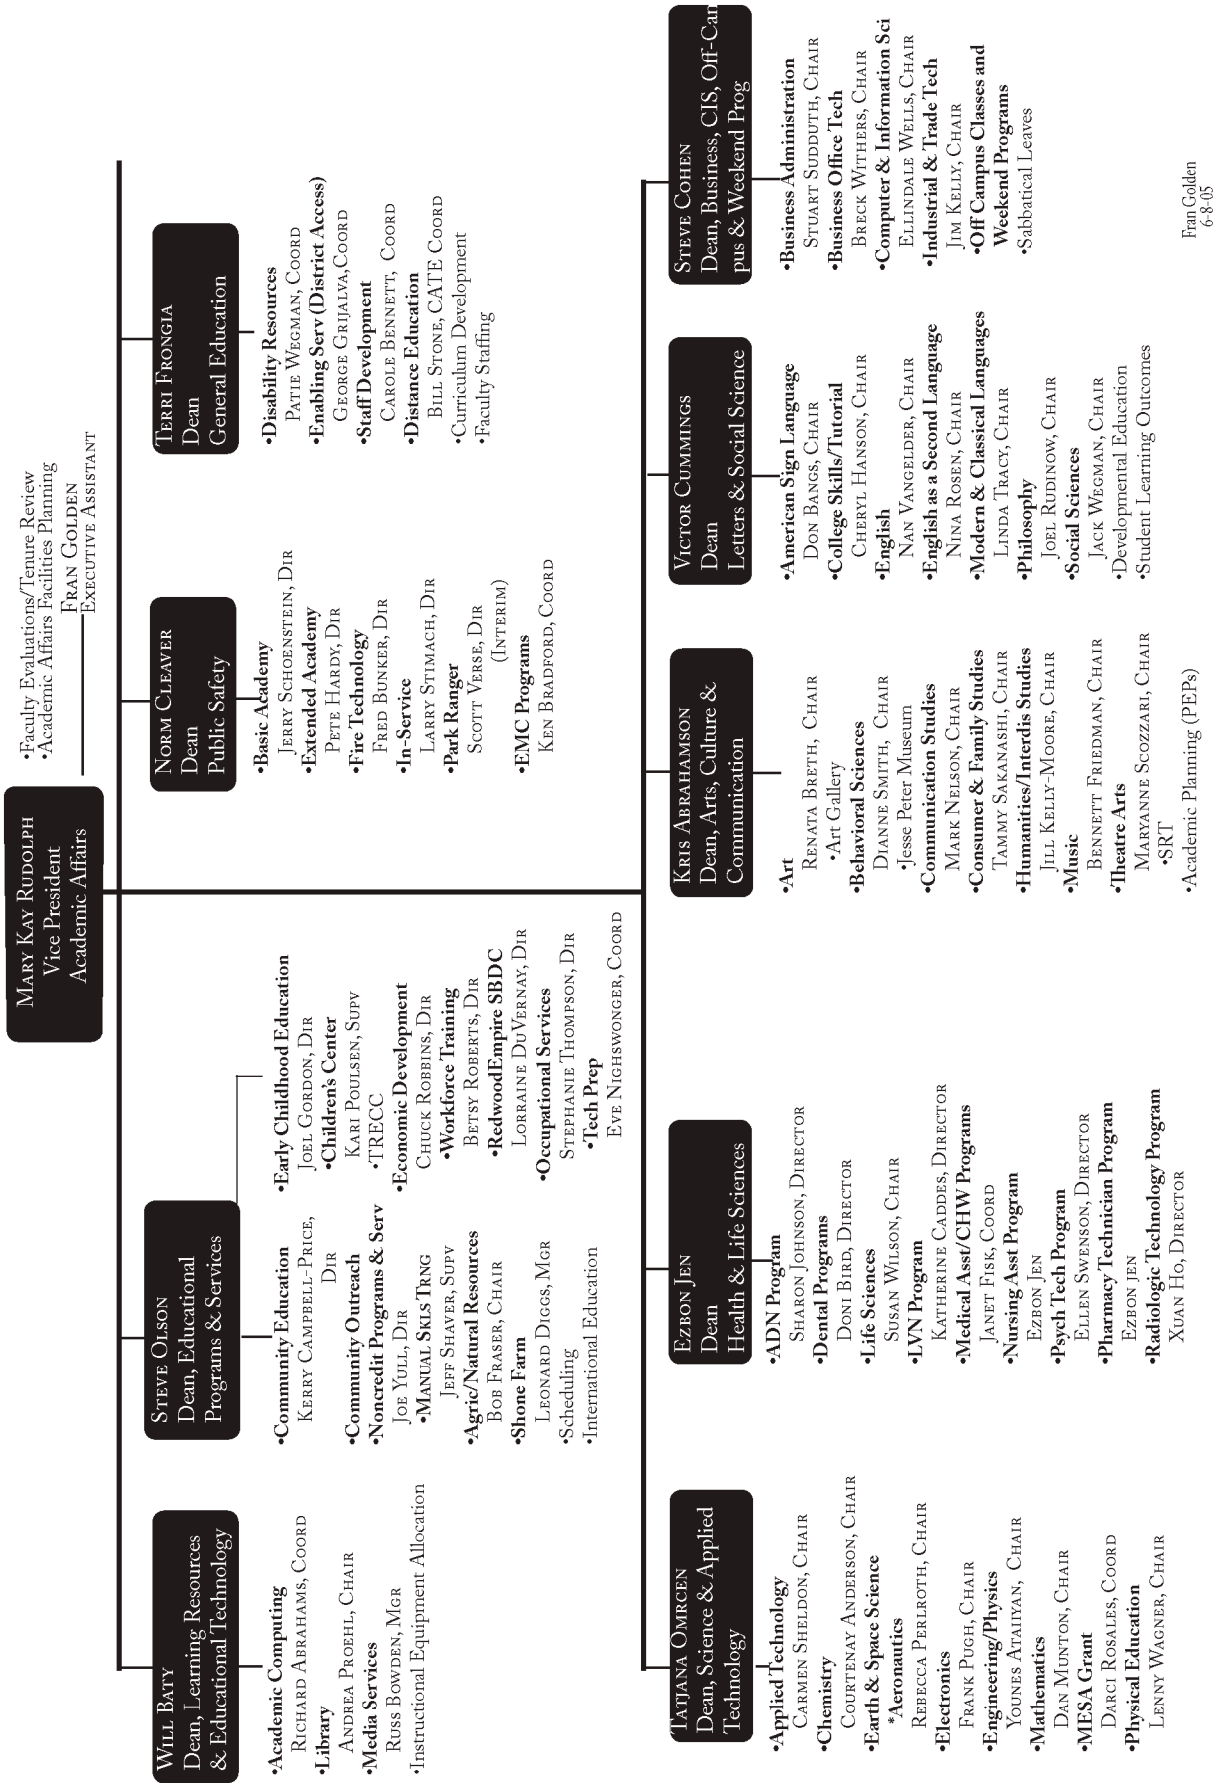 MARY KAY RUDOLPH
Vice President
Academic Affairs
•Faculty Evaluations/Tenure Review
•Academic Affairs Facilities Planning
FRAN GOLDEN
EXECUTIVE ASSISTANT
WILL BATY
Dean, Learning Resources
& Educational Technology
•Academic Computing
RICHARD ABRAHAMS, COORD
•Library
ANDREA PROEHL, CHAIR
•Media Services
RUSS BOWDEN, MGR
•Instructional Equipment Allocation
STEVE OLSON
Dean, Educational
Programs & Services
•Community Education
KERRY CAMPBELL-PRICE,
DIR
•Community Outreach
•Noncredit Programs & Serv
JOE YULL, DIR
•MANUAL SKLS TRNG
JEFF SHAVER, SUPV
•Agric/Natural Resources
BOB FRASER, CHAIR
•Shone Farm
LEONARD DIGGS, MGR
•Scheduling
•International Education
•Early Childhood Education
JOEL GORDON, DIR
•Children's Center
KARI POULSEN, SUPV
•TRECC
•Economic Development
CHUCK ROBBINS, DIR
•Workforce Training
BETSY ROBERTS, DIR
•RedwoodEmpire SBDC
LORRAINE DUVERNAY, DIR
•Occupational Services
STEPHANIE THOMPSON, DIR
•Tech Prep
EVE NIGHSWONGER, COORD
NORM CLEAVER
Dean
Public Safety
•Basic Academy
JERRY SCHOENSTEIN, DIR
•Extended Academy
PETE HARDY, DIR
•Fire Technology
FRED BUNKER, DIR
•In-Service
LARRY STIMACH, DIR
•Park Ranger
SCOTT VERSE, DIR
(INTERIM)
•EMC Programs
KEN BRADFORD, COORD
TERRI FRONGIA
Dean
General Education
•Disability Resources
PATIE WEGMAN, COORD
•Enabling Serv (District Access)
GEORGE GRIJALVA,COORD
•Staff Development
CAROLE BENNETT, COORD
•Distance Education
BILL STONE, CATE COORD
•Curriculum Development
•Faculty Staffing
TATJANA OMRCEN
Dean, Science & Applied
Technology
•Applied Technology
CARMEN SHELDON, CHAIR
•Chemistry
COURTENAY ANDERSON, CHAIR
•Earth & Space Science
*Aeronautics
REBECCA PERLROTH, CHAIR
•Electronics
FRANK PUGH, CHAIR
•Engineering/Physics
YOUNES ATAIIYAN, CHAIR
•Mathematics
DAN MUNTON, CHAIR
•MESA Grant
DARCI ROSALES, COORD
•Physical Education
LENNY WAGNER, CHAIR
EZBON JEN
Dean
Health & Life Sciences
•ADN Program
SHARON JOHNSON, DIRECTOR
•Dental Programs
DONI BIRD, DIRECTOR
•Life Sciences
SUSAN WILSON, CHAIR
•LVN Program
KATHERINE CADDES, DIRECTOR
•Medical Asst/CHW Programs
JANET FISK, COORD
•Nursing Asst Program
EZBON JEN
•Psych Tech Program
ELLEN SWENSON, DIRECTOR
•Pharmacy Technician Program
EZBON JEN
•Radiologic Technology Program
XUAN HO, DIRECTOR
KRIS ABRAHAMSON
Dean, Arts, Culture &
Communication
•Art
RENATA BRETH, CHAIR
•Art Gallery
•Behavioral Sciences
DIANNE SMITH, CHAIR
•Jesse Peter Museum
•Communication Studies
MARK NELSON, CHAIR
•Consumer & Family Studies
TAMMY SAKANASHI, CHAIR
•Humanities/Interdis Studies
JILL KELLY-MOORE, CHAIR
•Music
BENNETT FRIEDMAN, CHAIR
•Theatre Arts
MARYANNE SCOZZARI, CHAIR
•SRT
•Academic Planning (PEPs)
VICTOR CUMMINGS
Dean
Letters & Social Science
•American Sign Language
DON BANGS, CHAIR
•College Skills/Tutorial
CHERYL HANSON, CHAIR
•English
NAN VANGELDER, CHAIR
•English as a Second Language
NINA ROSEN, CHAIR
•Modern & Classical Languages
LINDA TRACY, CHAIR
•Philosophy
JOEL RUDINOW, CHAIR
•Social Sciences
JACK WEGMAN, CHAIR
•Developmental Education
•Student Learning Outcomes
STEVE COHEN
Dean, Business, CIS, Off-Cam
pus & Weekend Prog
•Business Administration
STUART SUDDUTH, CHAIR
•Business Office Tech
BRECK WITHERS, CHAIR
•Computer & Information Sci
ELLINDALE WELLS, CHAIR
•Industrial & Trade Tech
JIM KELLY, CHAIR
•Off Campus Classes and
Weekend Programs
•Sabbatical Leaves
Fran Golden
6-8-05